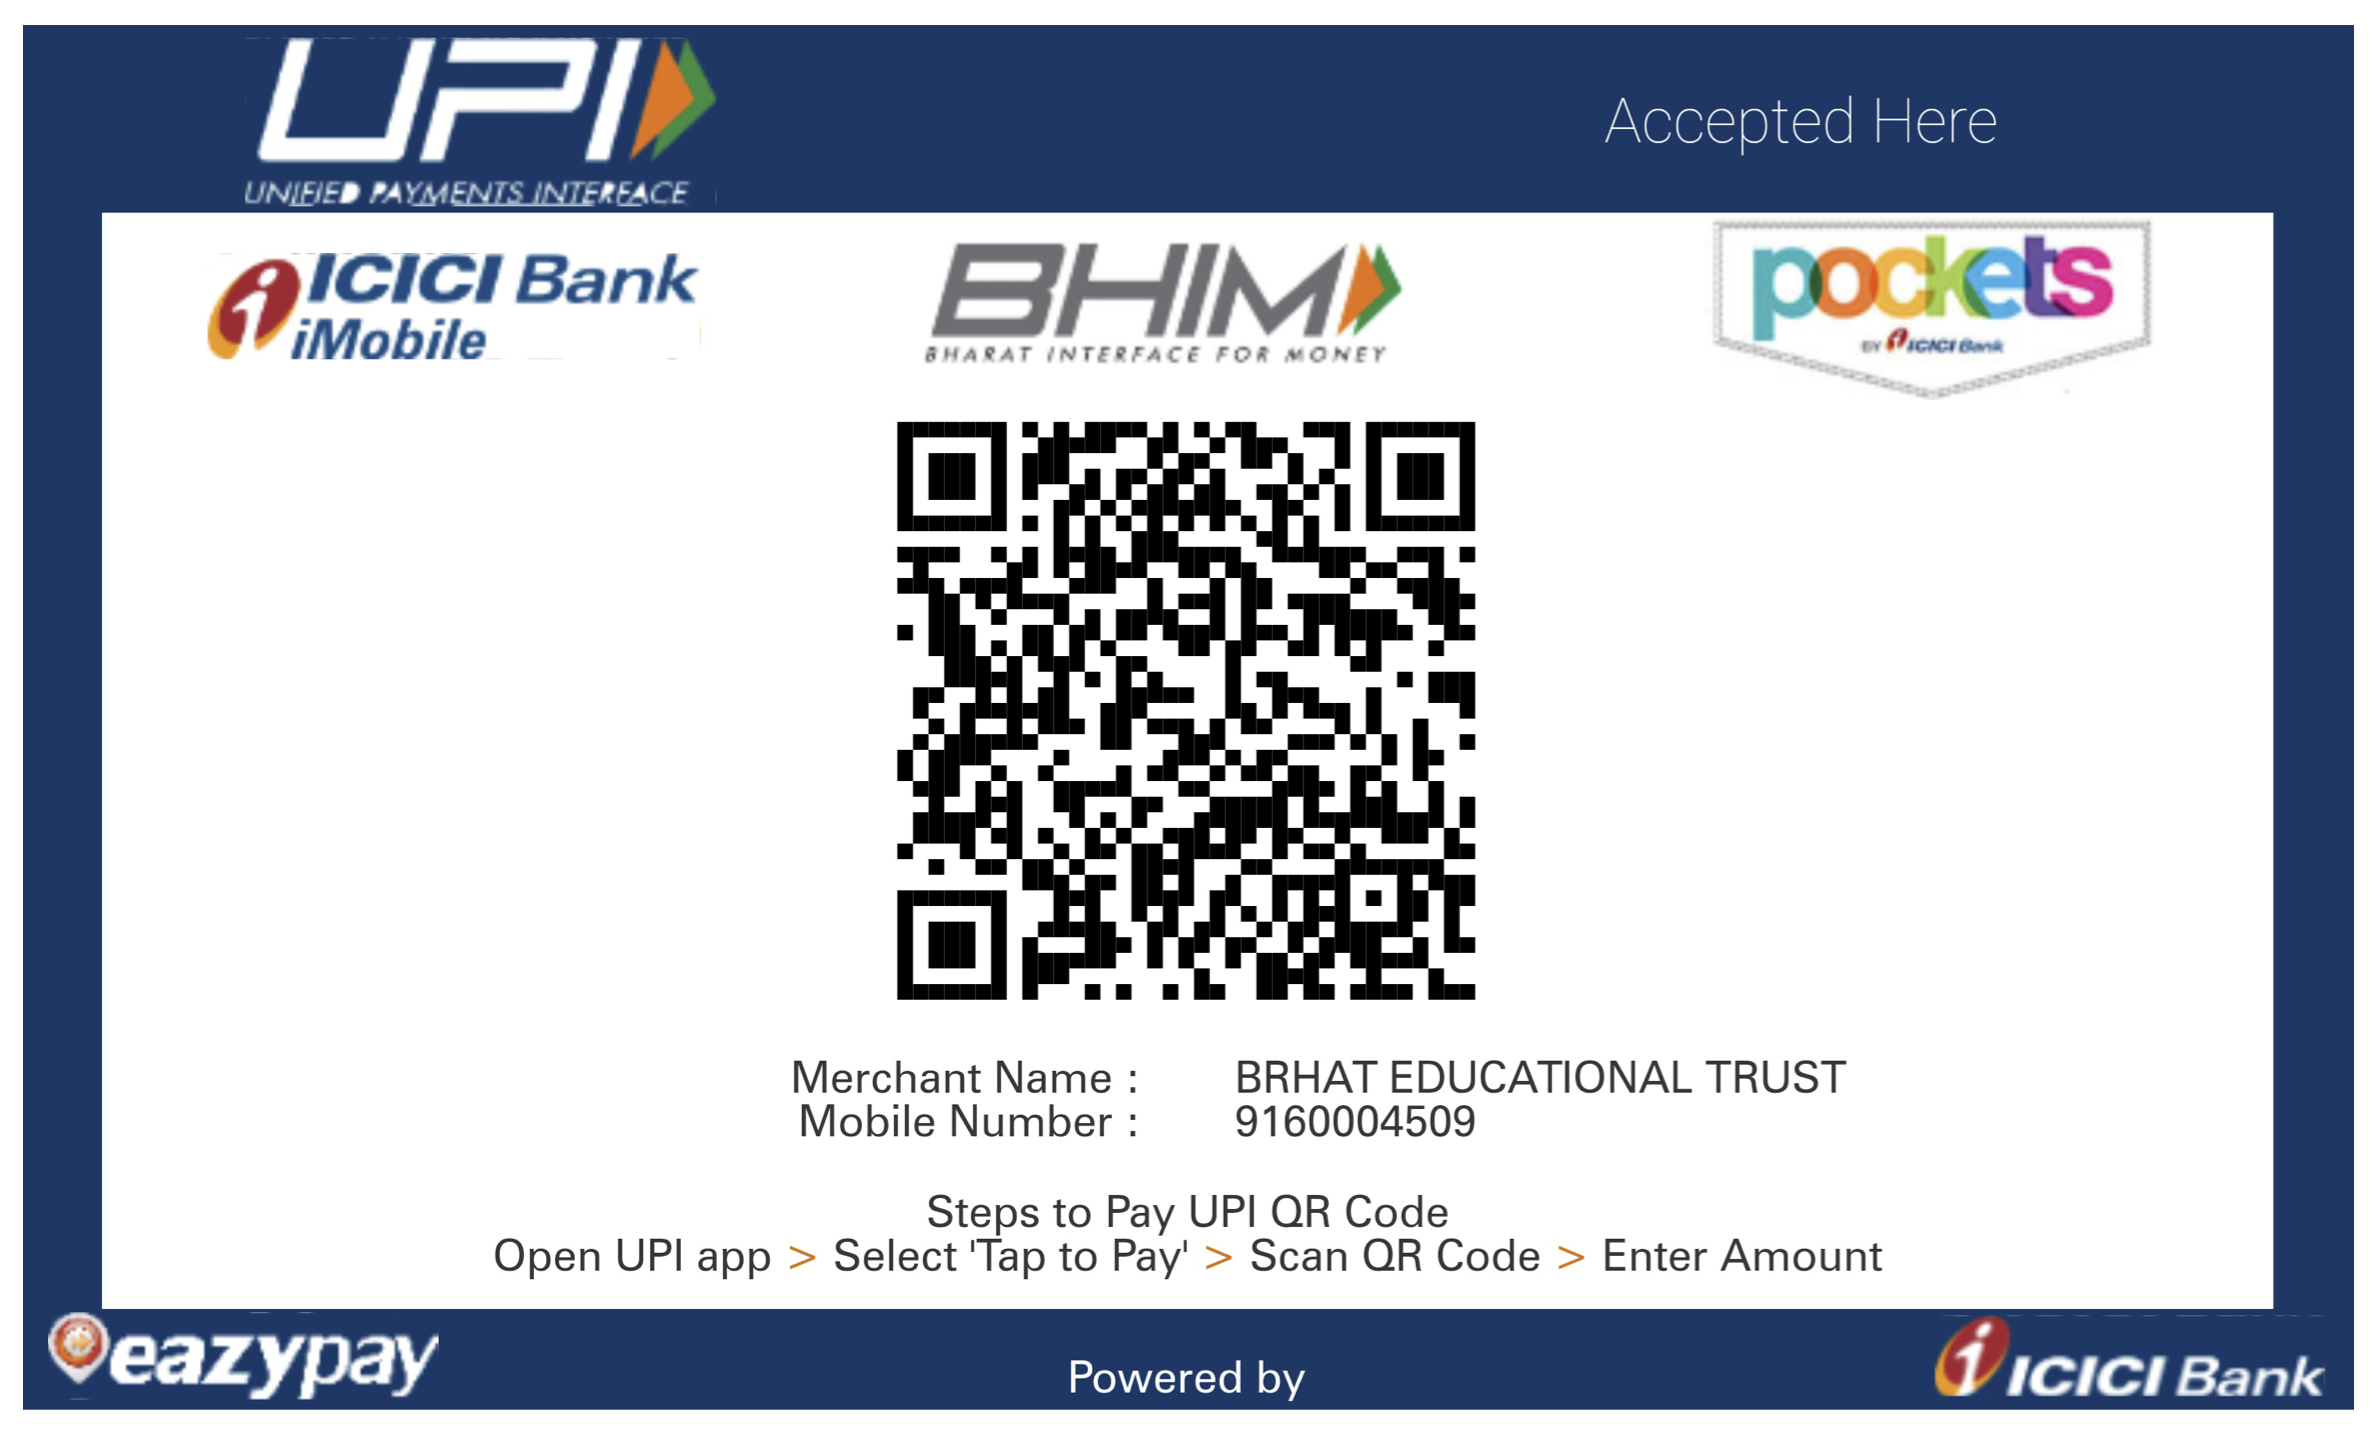 UPI
UNIFIED PAYMENTS INTERFACE
Accepted Here
ICICI Bank
iMobile
BHIM
BHARAT INTERFACE FOR MONEY
pockets
BY ICICI Bank
Merchant Name : BRHAT EDUCATIONAL TRUST
Mobile Number : 9160004509
Steps to Pay UPI QR Code
Open UPI app > Select 'Tap to Pay' > Scan QR Code > Enter Amount
eazypay
Powered by
ICICI Bank